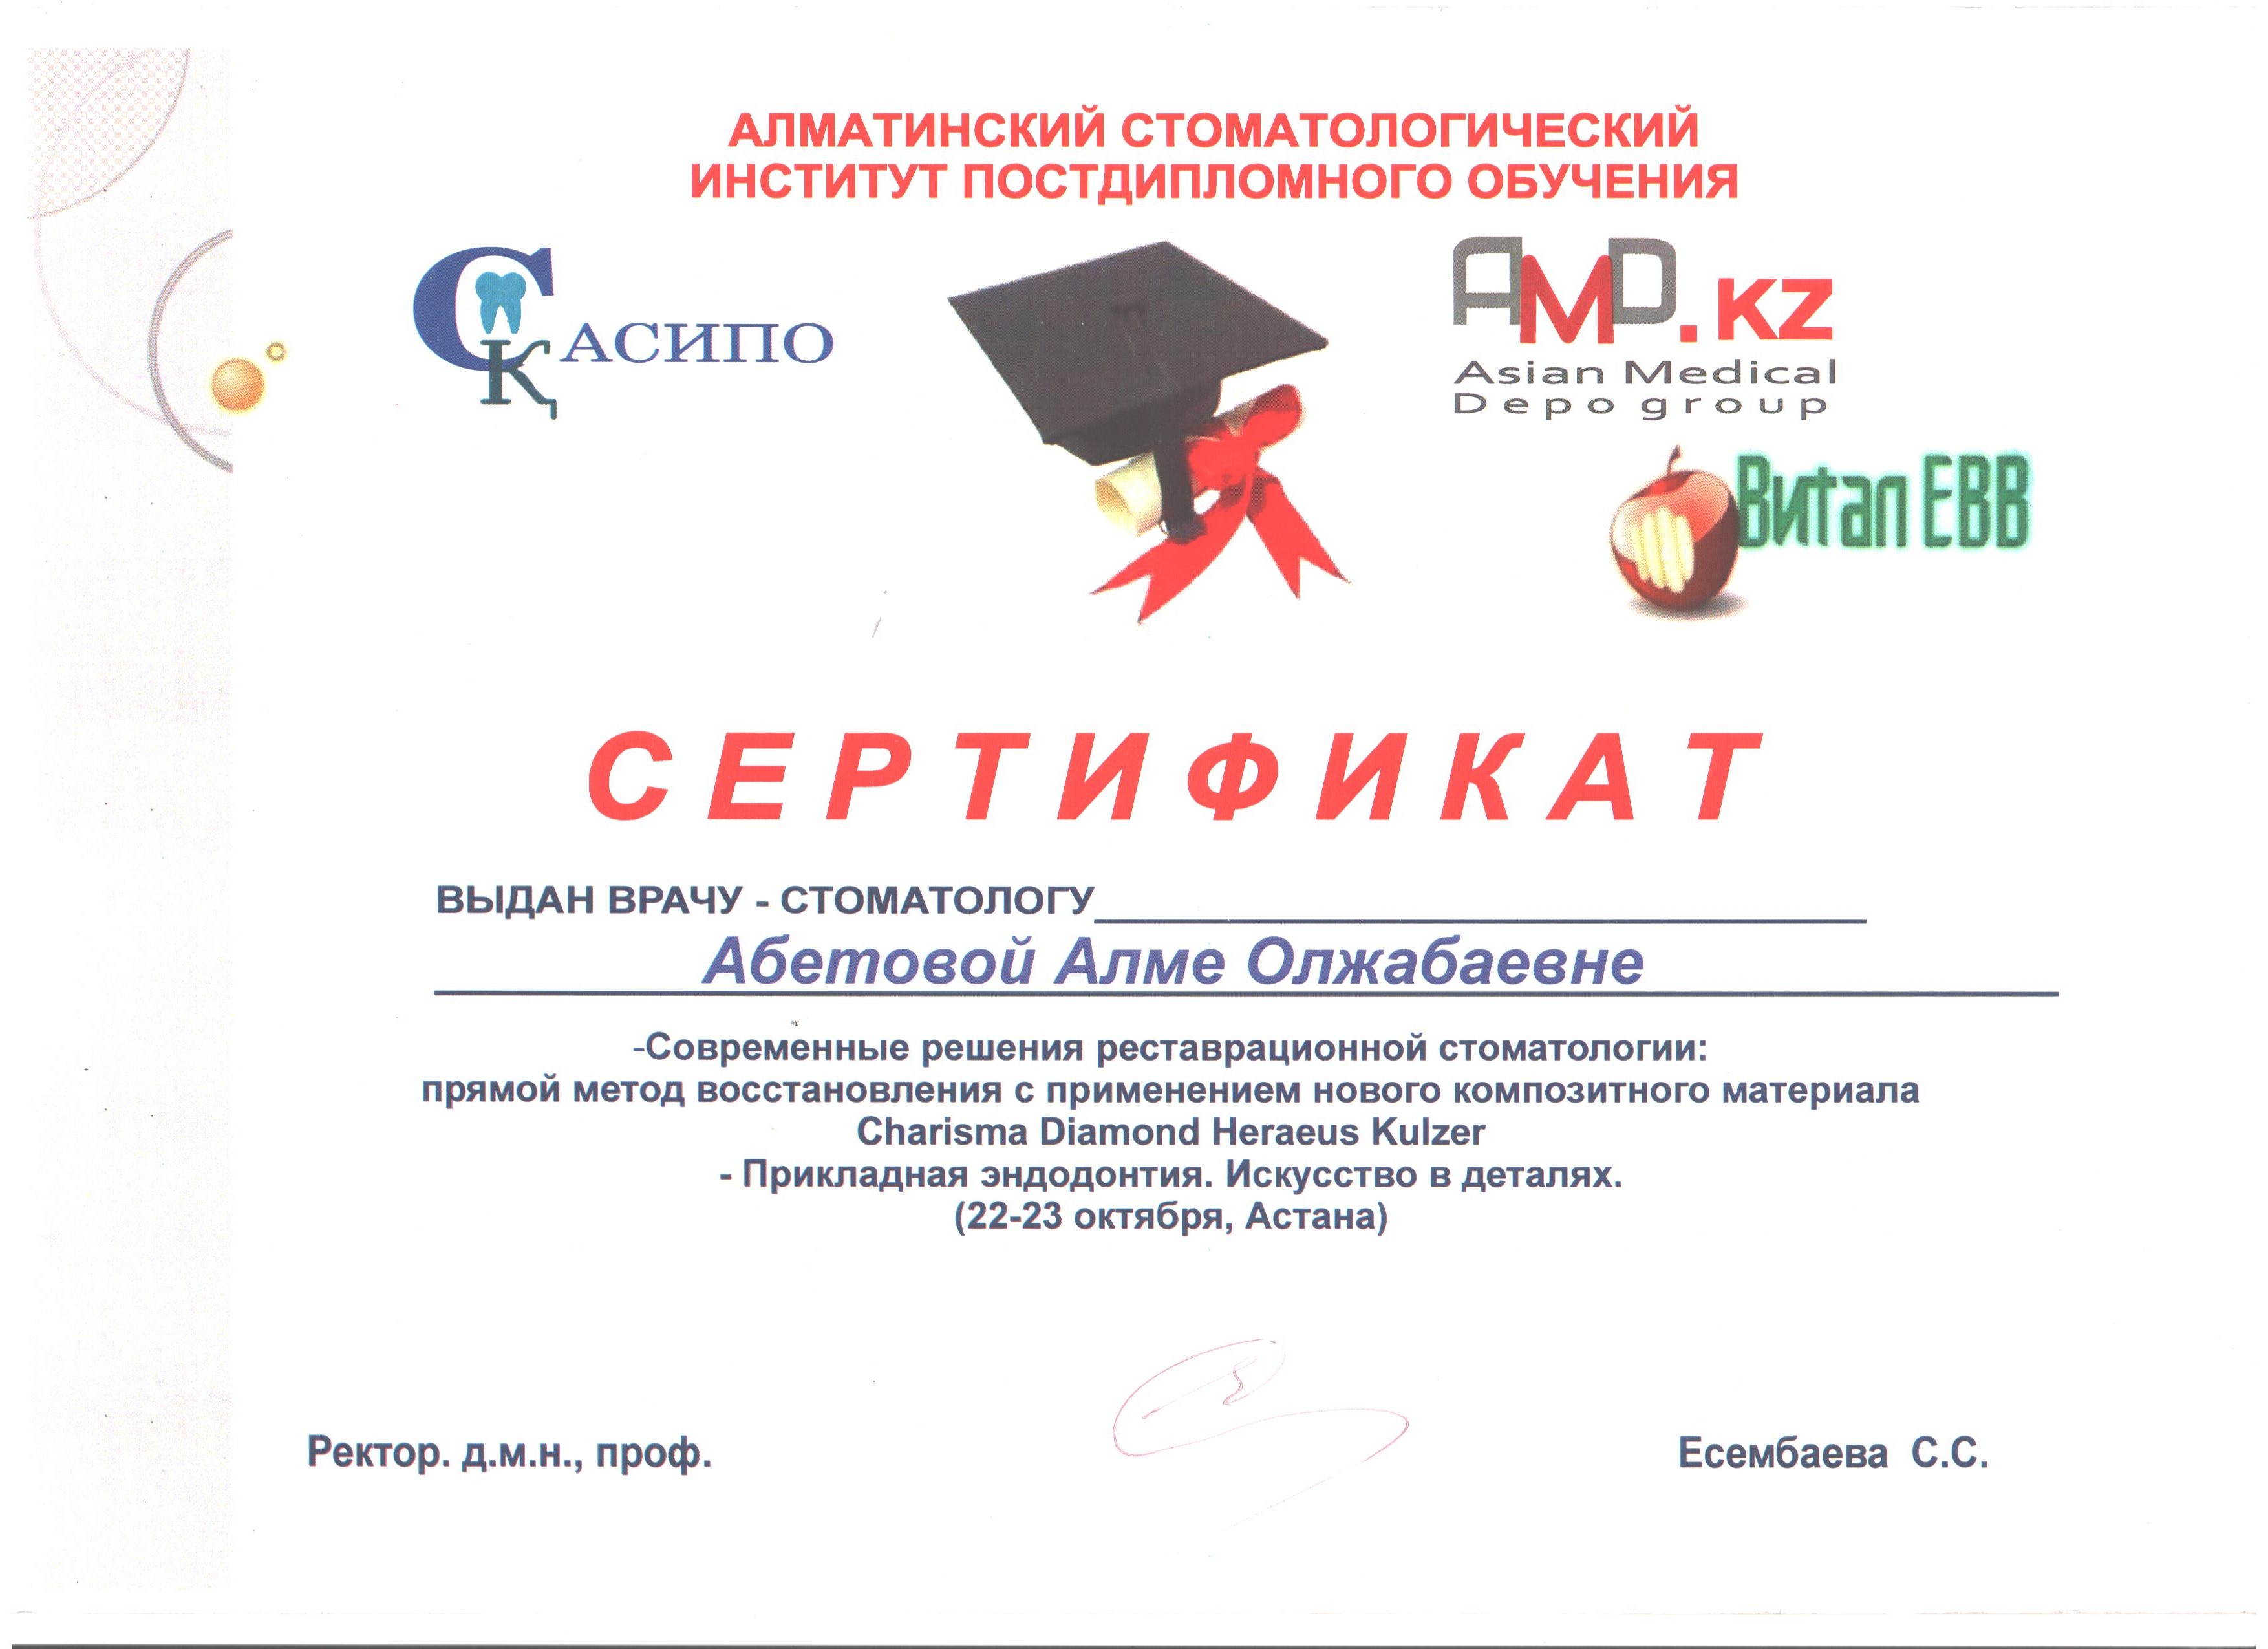 АЛМАТИНСКИЙ СТОМАТОЛОГИЧЕСКИЙ
ИНСТИТУТ ПОСТДИПЛОМНОГО ОБУЧЕНИЯ
СҚ АСИПО
AMD.KZ
Asian Medical
Depo group
Витал ЕВВ
СЕРТИФИКАТ
ВЫДАН ВРАЧУ - СТОМАТОЛОГУ
Абетовой Алме Олжабаевне
-Современные решения реставрационной стоматологии:
прямой метод восстановления с применением нового композитного материала
Charisma Diamond Heraeus Kulzer
- Прикладная эндодонтия. Искусство в деталях.
(22-23 октября, Астана)
Ректор. д.м.н., проф. Есембаева С.С.